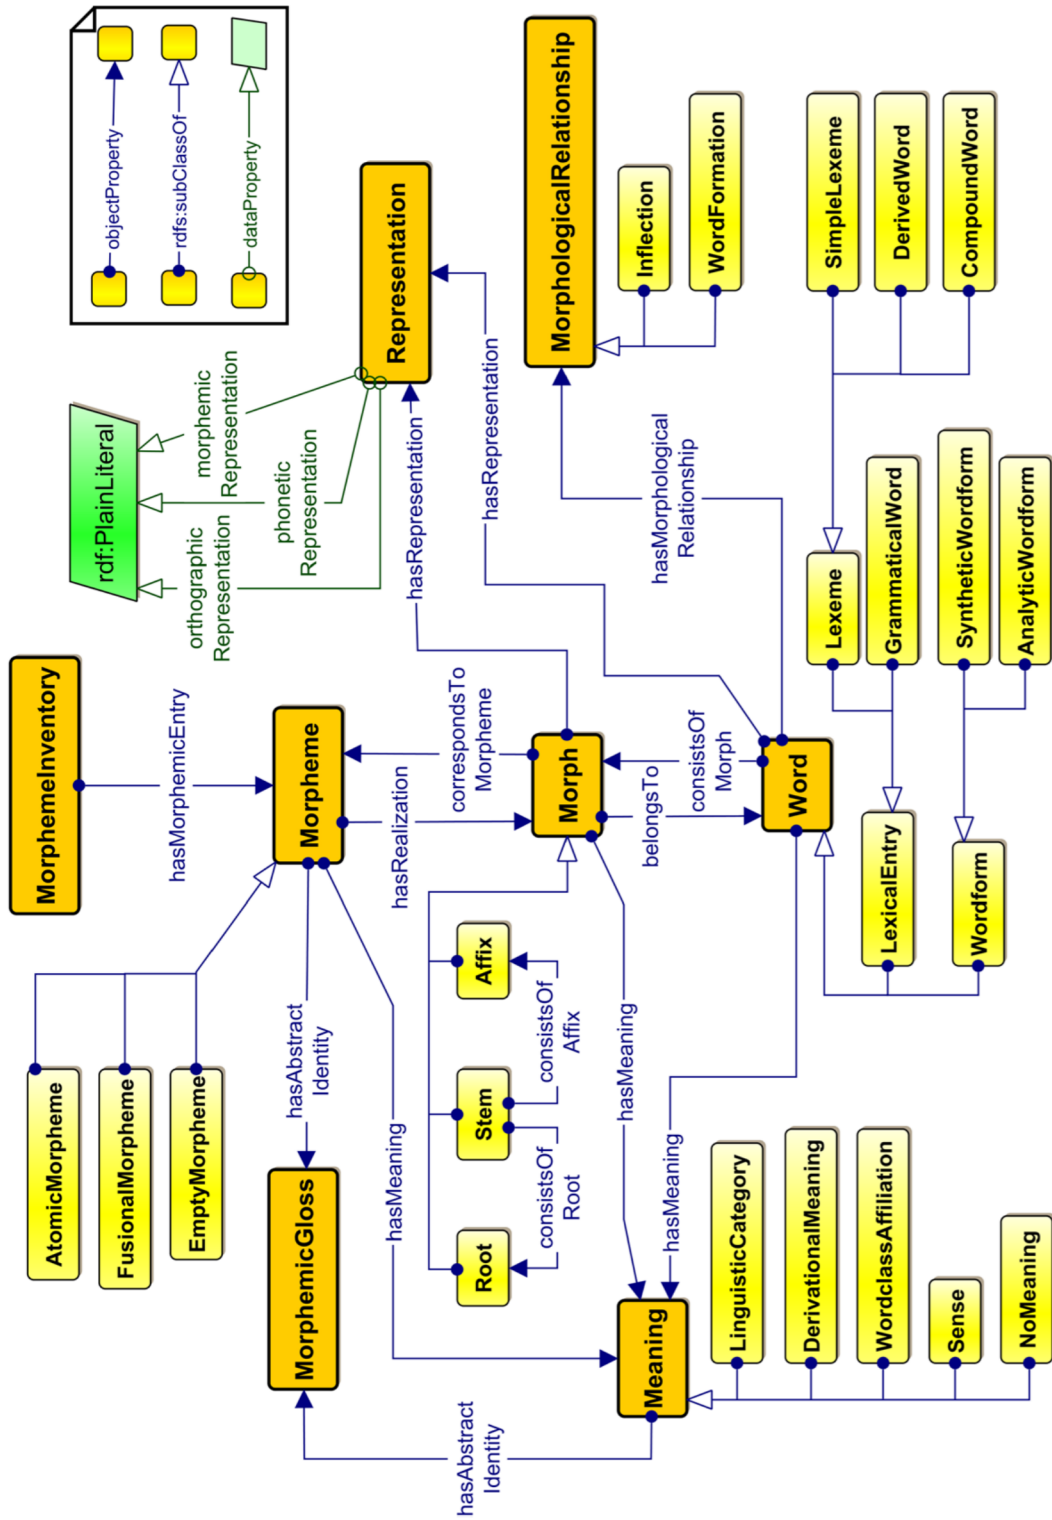 MorphemeInventory
hasMorphemicEntry
AtomicMorpheme
FusionalMorpheme
EmptyMorpheme
Morpheme
hasAbstract
Identity
MorphemicGloss
hasMeaning
hasRealization
correspondsTo
Morpheme
rdf:PlainLiteral
orthographic
Representation
phonetic
Representation
morphemic
Representation
objectProperty
rdfs:subClassOf
dataProperty
Representation
hasRepresentation
hasRepresentation
Root
Stem
Affix
consistsOf
Root
consistsOf
Affix
Morph
hasMeaning
belongsTo
consistsOf
Morph
hasAbstract
Identity
Meaning
hasMeaning
LinguisticCategory
DerivationalMeaning
WordclassAffiliation
Sense
NoMeaning
Word
hasMorphological
Relationship
MorphologicalRelationship
Inflection
WordFormation
LexicalEntry
Wordform
Lexeme
GrammaticalWord
SyntheticWordform
AnalyticWordform
SimpleLexeme
DerivedWord
CompoundWord